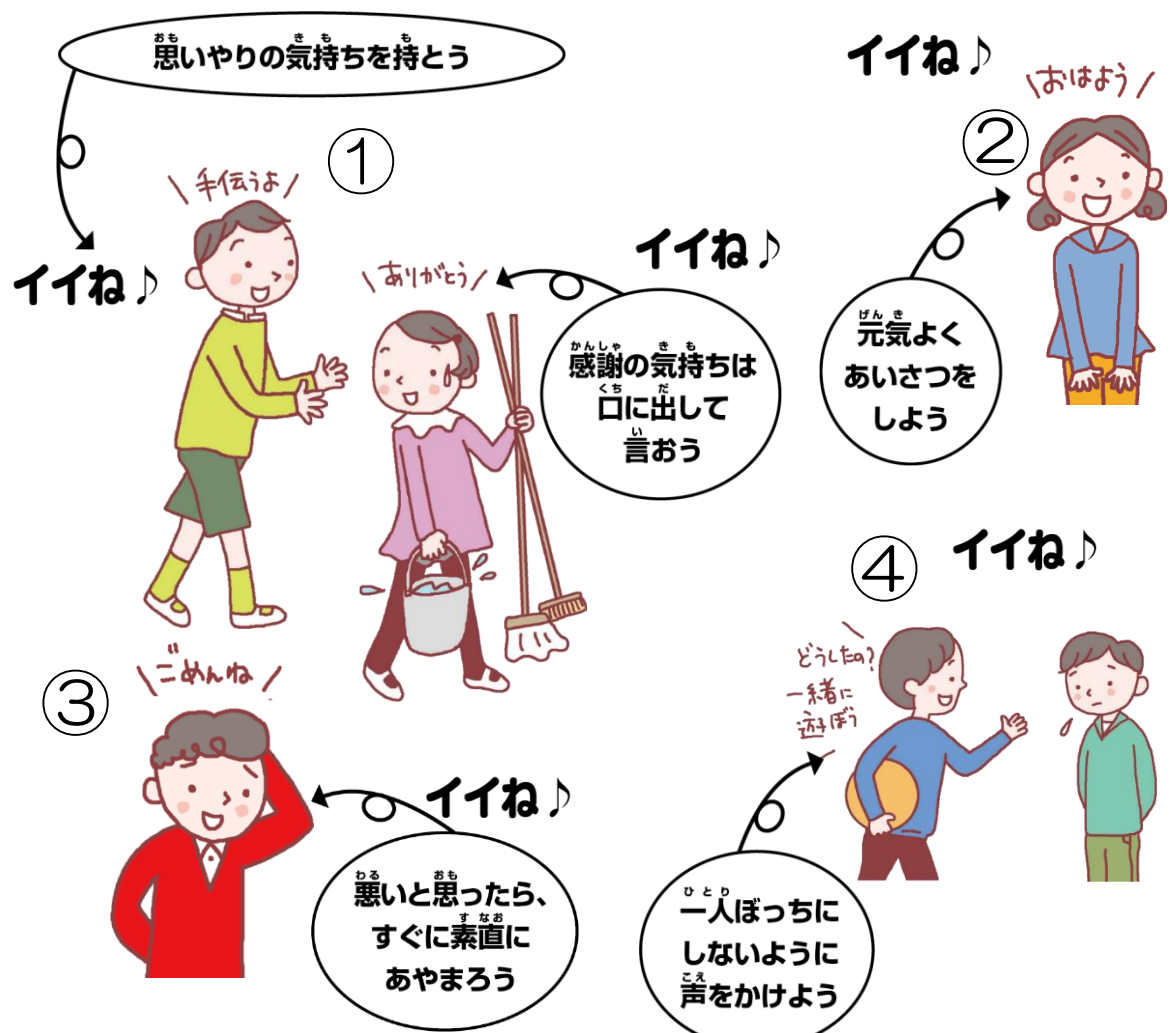 思いやりの気持ちを持とう
①
手伝うよ
イイね♪
ありがとう
イイね♪
感謝の気持ちは
口に出して
言おう
イイね♪
おはよう
②
元気よく
あいさつを
しよう
③
ごめんね
イイね♪
悪いと思ったら、
すぐに素直に
あやまろう
④
イイね♪
どうしたの？
一緒に
遊ぼう
一人ぼっちに
しないように
声をかけよう